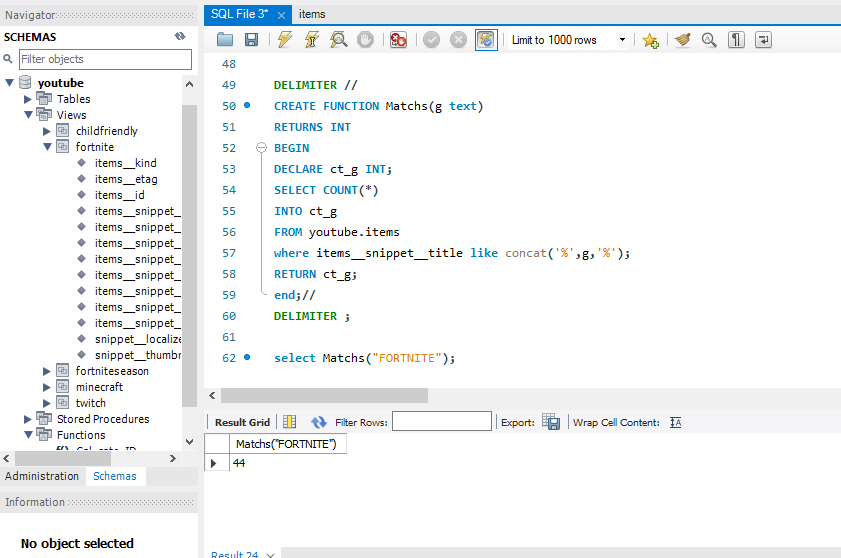 Navigator
SCHEMAS
Filter objects
youtube
Tables
Views
childfriendly
fortnite
items__kind
items__etag
items__id
items__snippet_
items__snippet_
items__snippet_
items__snippet_
items__snippet_
items__snippet_
items__snippet_
items__snippet_
snippet__localize
snippet__thumbn
fortniteseason
minecraft
twitch
Stored Procedures
Functions
Administration Schemas
Information
No object selected
SQL File 3* items
Limit to 1000 rows
48
49 DELIMITER //
50 CREATE FUNCTION Matchs(g text)
51 RETURNS INT
52 BEGIN
53 DECLARE ct_g INT;
54 SELECT COUNT(*)
55 INTO ct_g
56 FROM youtube.items
57 where items__snippet__title like concat('%',g,'%');
58 RETURN ct_g;
59 end;//
60 DELIMITER ;
61
62 select Matchs("FORTNITE");
Result Grid Filter Rows: Export: Wrap Cell Content: IA
Matchs("FORTNITE")
44
Result 24